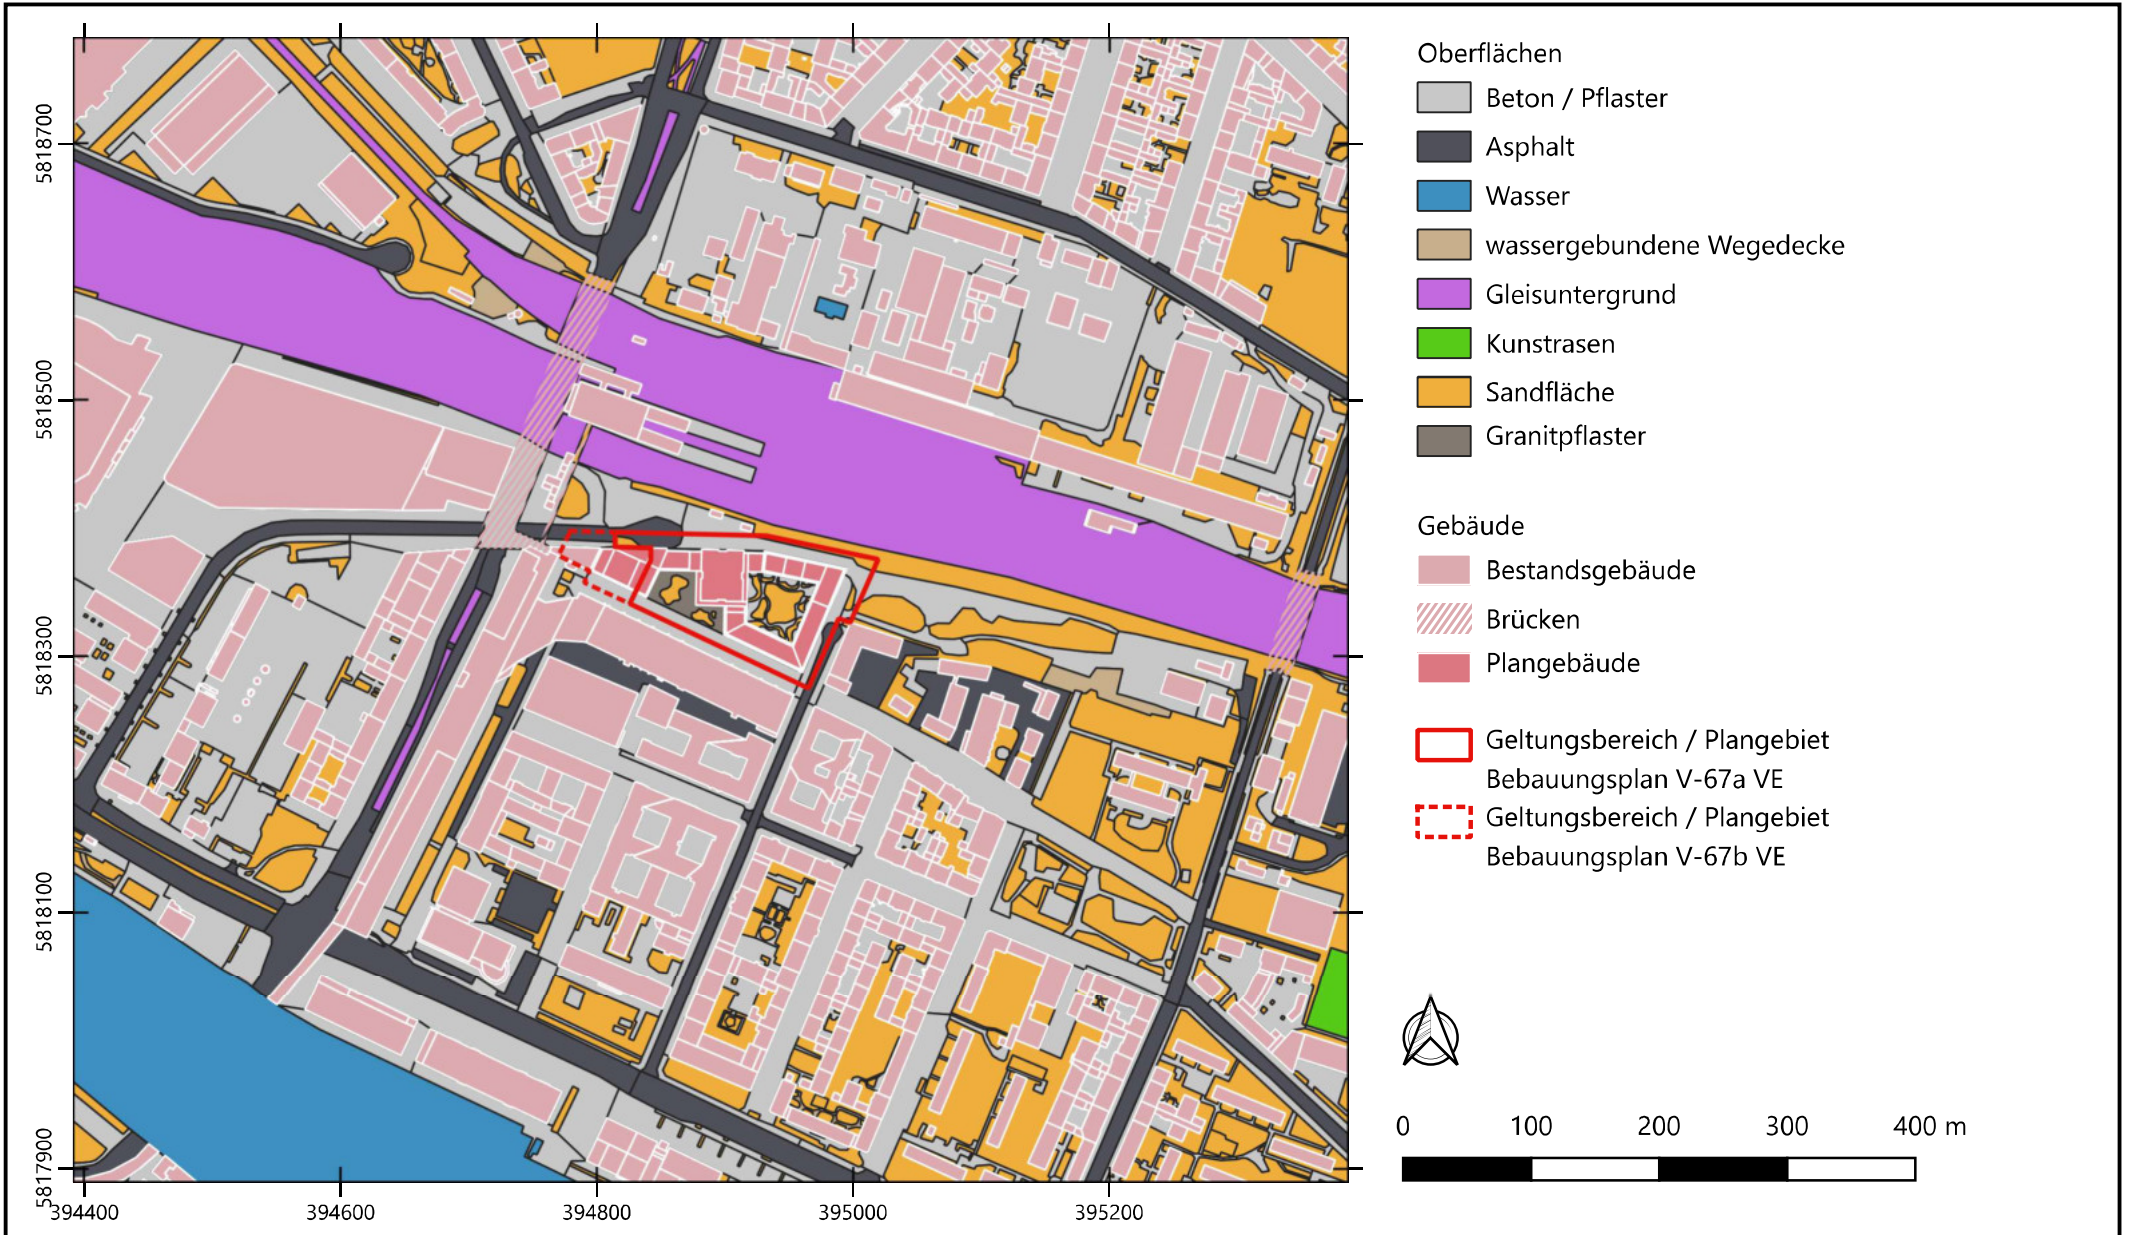 Oberflächen
Beton / Pflaster
Asphalt
Wasser
wassergebundene Wegedecke
Gleisuntergrund
Kunstrasen
Sandfläche
Granitpflaster
Gebäude
Bestandsgebäude
Brücken
Plangebäude
Geltungsbereich / Plangebiet
Bebauungsplan V-67a VE
Geltungsbereich / Plangebiet
Bebauungsplan V-67b VE
0 100 200 300 400 m
5818700
5818500
5818300
5818100
5817900
394400 394600 394800 395000 395200